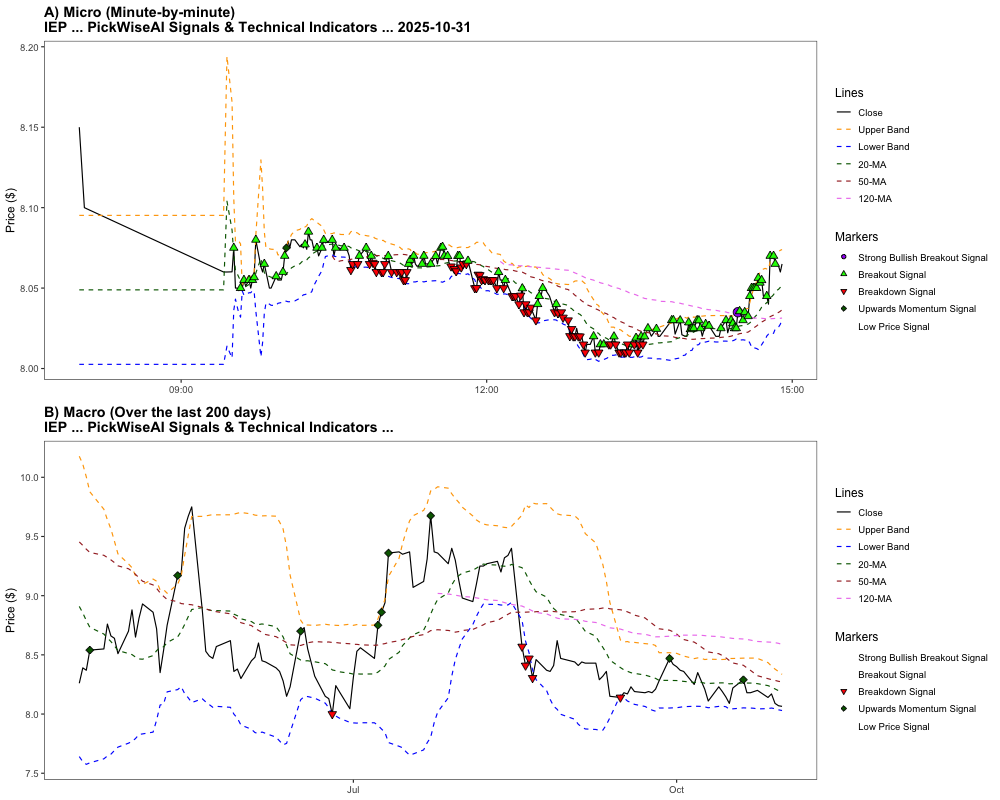 A) Micro (Minute-by-minute)
IEP ... PickWiseAI Signals & Technical Indicators ... 2025-10-31
8.20
8.15
8.10
8.05
8.00
Price ($)
09:00
12:00
15:00
Lines
Close
Upper Band
Lower Band
20-MA
50-MA
120-MA
Markers
Strong Bullish Breakout Signal
Breakout Signal
Breakdown Signal
Upwards Momentum Signal
Low Price Signal
B) Macro (Over the last 200 days)
IEP ... PickWiseAI Signals & Technical Indicators ...
10.0
9.5
9.0
8.5
8.0
7.5
Price ($)
Jul
Oct
Lines
Close
Upper Band
Lower Band
20-MA
50-MA
120-MA
Markers
Strong Bullish Breakout Signal
Breakout Signal
Breakdown Signal
Upwards Momentum Signal
Low Price Signal